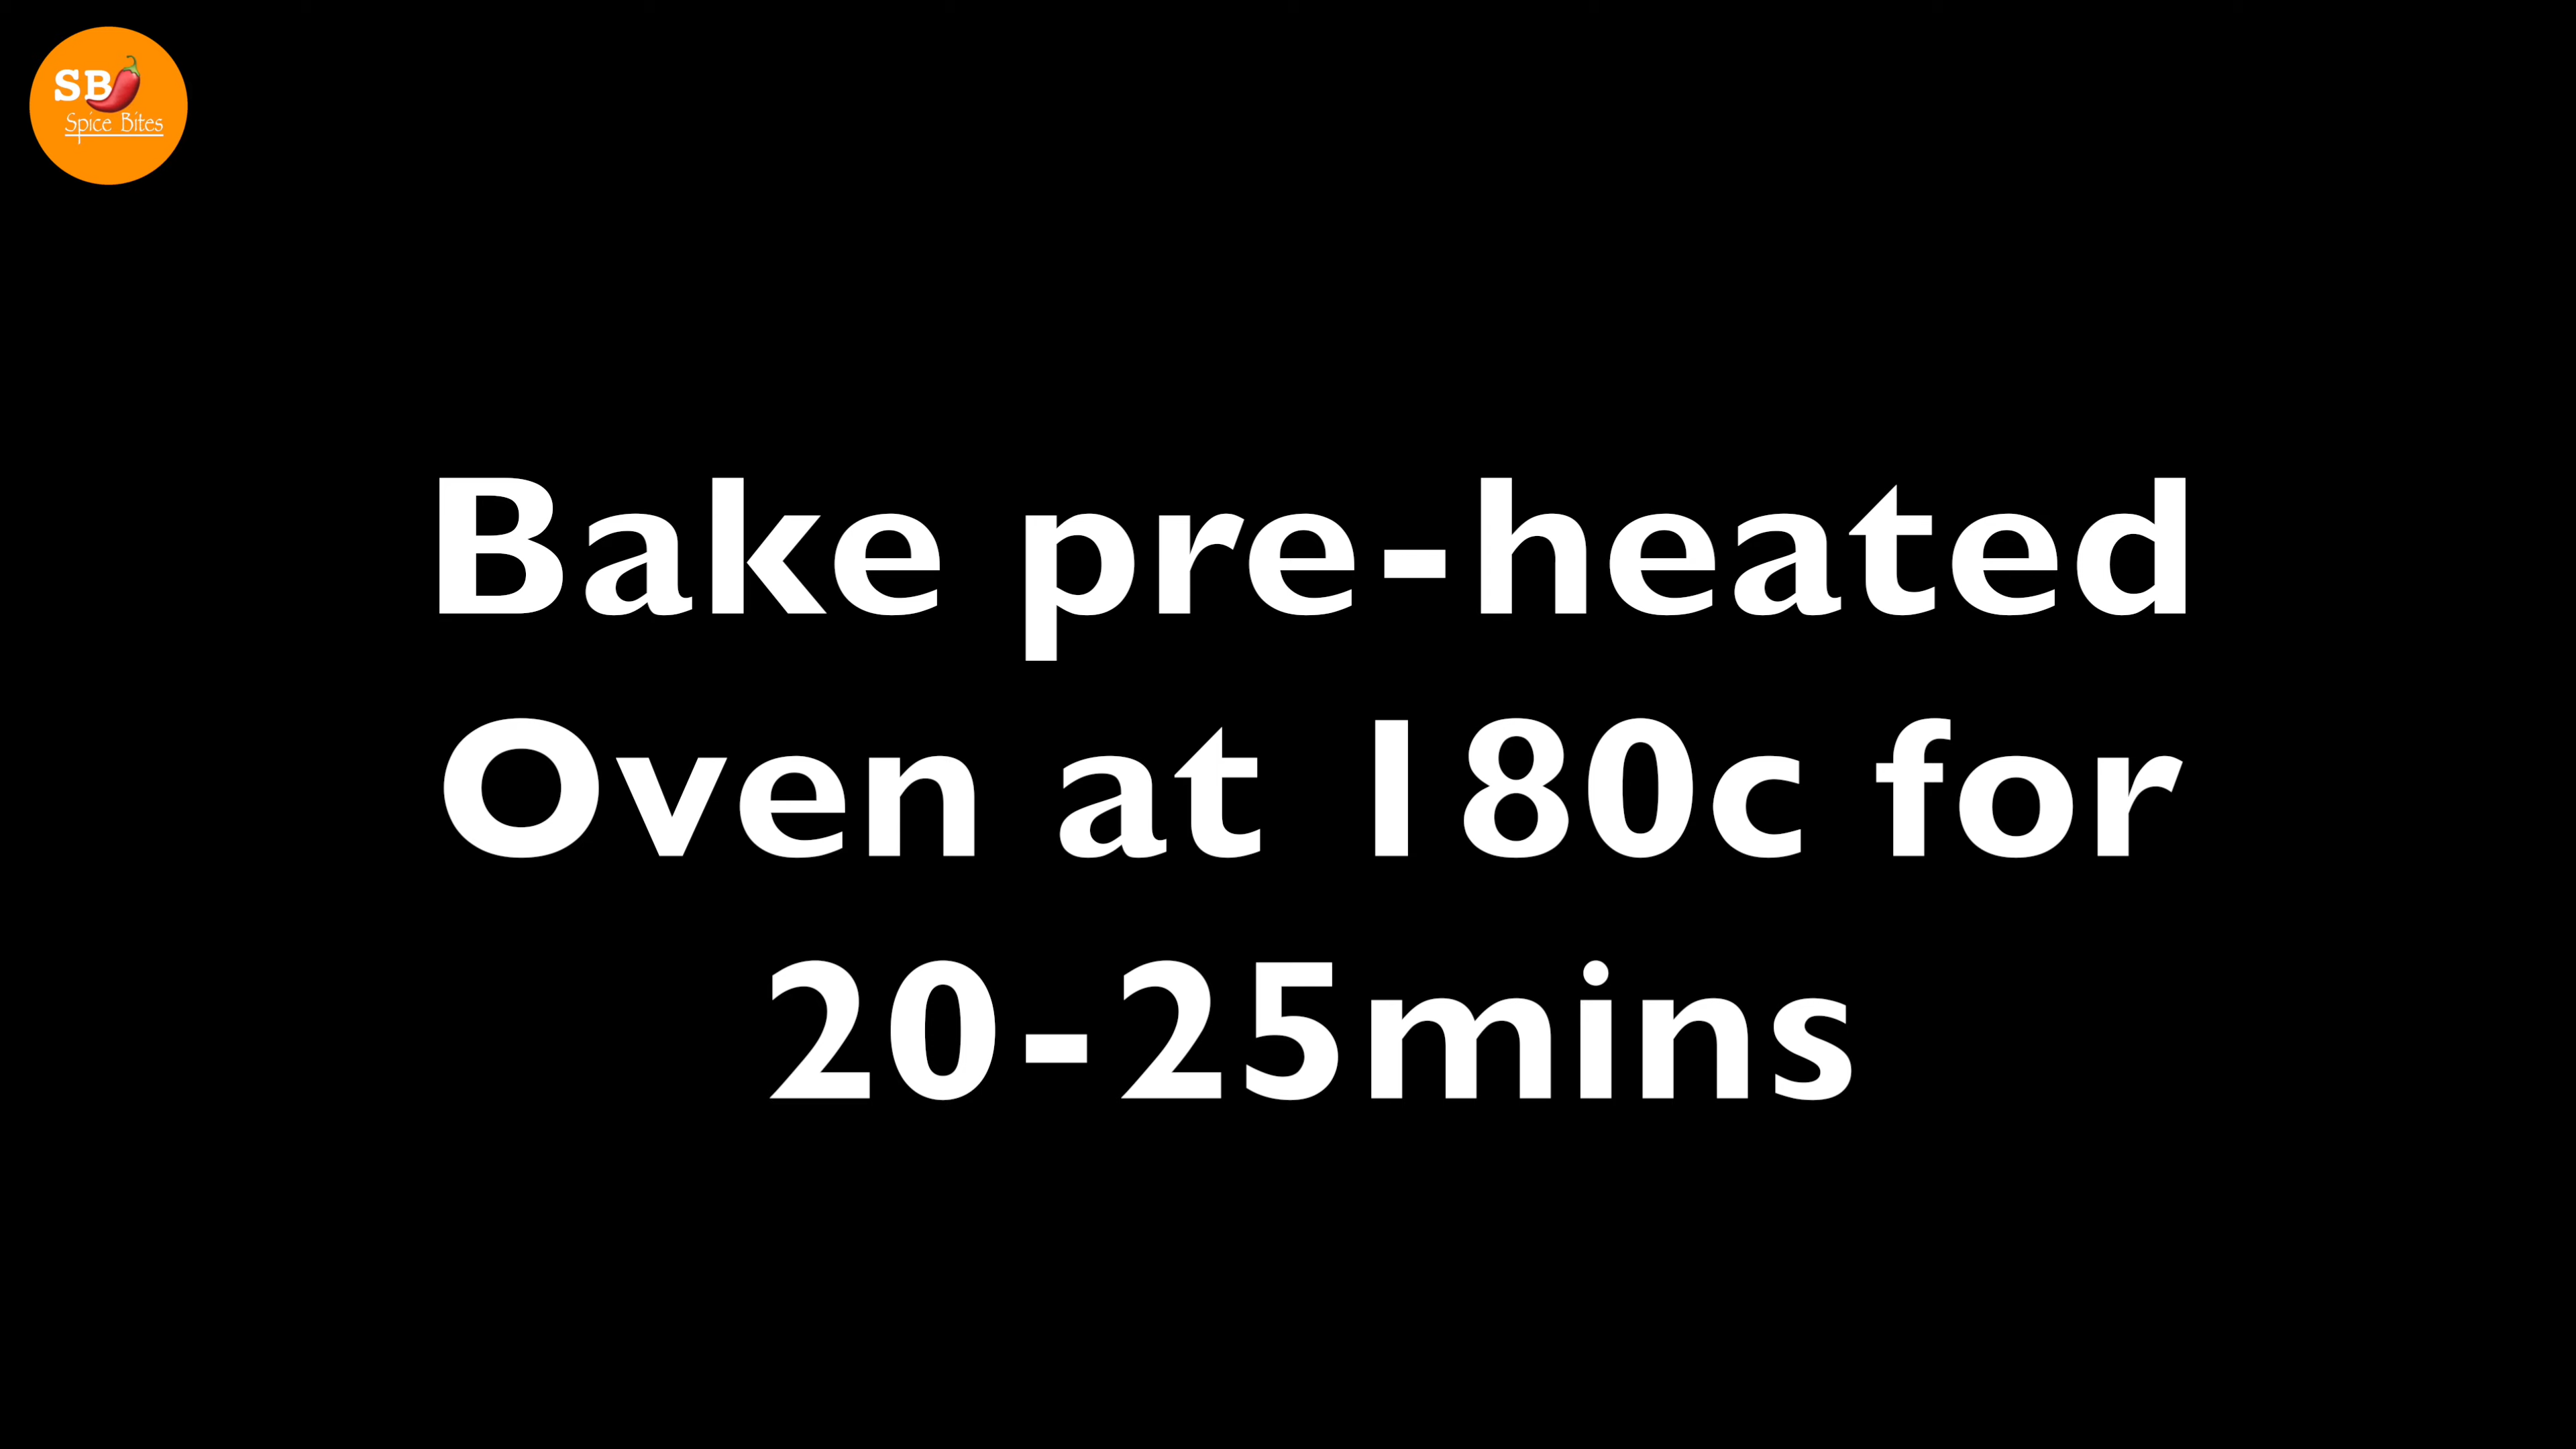 SB
Spice Bites
Bake pre-heated
Oven at 180c for
20-25mins